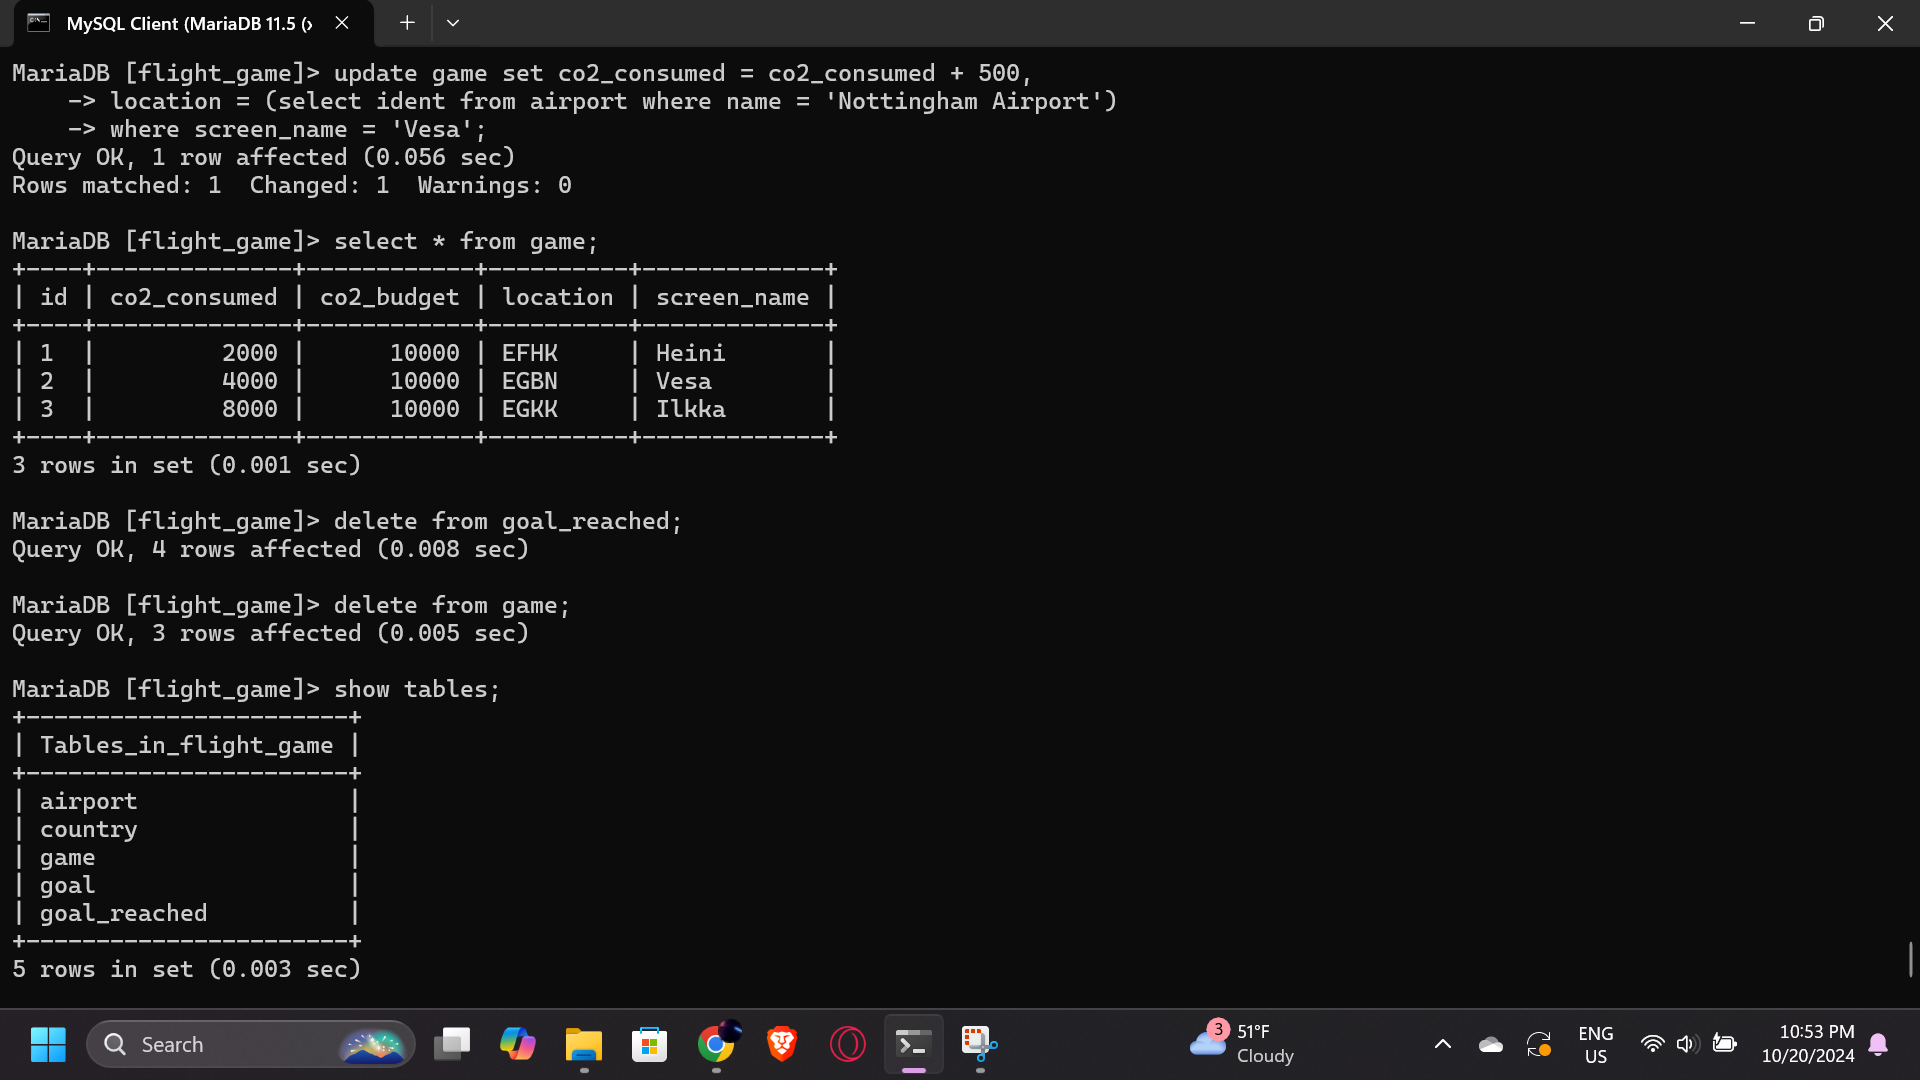 MySQL Client (MariaDB 11.5 (x
MariaDB [flight_game]> update game set co2_consumed = co2_consumed + 500,
    -> location = (select ident from airport where name = 'Nottingham Airport')
    -> where screen_name = 'Vesa';
Query OK, 1 row affected (0.056 sec)
Rows matched: 1  Changed: 1  Warnings: 0
MariaDB [flight_game]> select * from game;
+----+--------------+------------+----------+-------------+
| id | co2_consumed | co2_budget | location | screen_name |
+----+--------------+------------+----------+-------------+
| 1  |         2000 |      10000 | EFHK     | Heini       |
| 2  |         4000 |      10000 | EGBN     | Vesa        |
| 3  |         8000 |      10000 | EGKK     | Ilkka       |
+----+--------------+------------+----------+-------------+
3 rows in set (0.001 sec)
MariaDB [flight_game]> delete from goal_reached;
Query OK, 4 rows affected (0.008 sec)
MariaDB [flight_game]> delete from game;
Query OK, 3 rows affected (0.005 sec)
MariaDB [flight_game]> show tables;
+-----------------------+
| Tables_in_flight_game |
+-----------------------+
| airport               |
| country               |
| game                  |
| goal                  |
| goal_reached          |
+-----------------------+
5 rows in set (0.003 sec)
Search
3
51°F
Cloudy
ENG
US
10:53 PM
10/20/2024